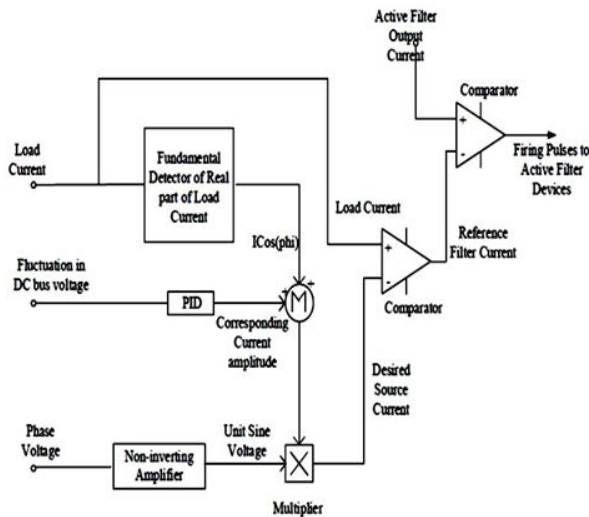 Active Filter
Output
Current
Comparator
+
-
Firing Pulses to
Active Filter
Devices
Load
Current
Fundamental
Detector of Real
part of Load
Current
Load Current
+
-
Reference
Filter Current
Comparator
ICos(phi)
Fluctuation in
DC bus voltage
PID
+
+
M
Corresponding
Current
amplitude
Desired
Source
Current
Phase
Voltage
Non-inverting
Amplifier
Unit Sine
Voltage
X
Multiplier